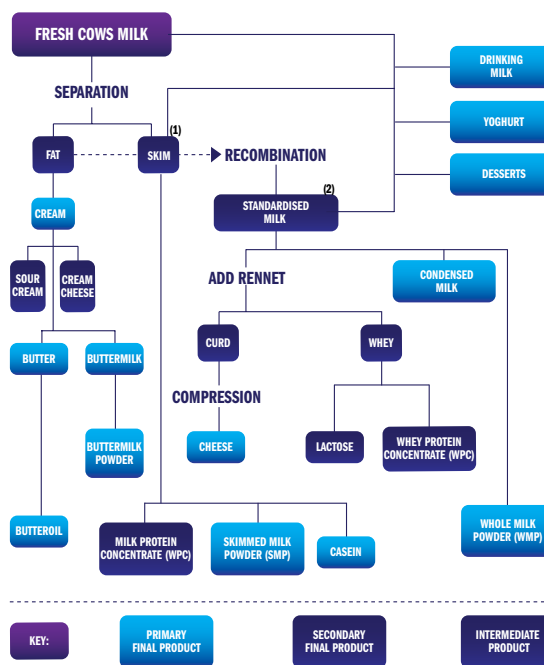 FRESH COWS MILK
DRINKING
MILK
SEPARATION
YOGHURT
(1)
FAT
SKIM
RECOMBINATION
DESSERTS
(2)
STANDARDISED
MILK
CREAM
SOUR
CREAM
CREAM
CHEESE
ADD RENNET
CONDENSED
MILK
CURD
WHEY
BUTTER
BUTTERMILK
COMPRESSION
BUTTERMILK
POWDER
CHEESE
LACTOSE
WHEY PROTEIN
CONCENTRATE (WPC)
BUTTEROIL
MILK PROTEIN
CONCENTRATE (WPC)
SKIMMED MILK
POWDER (SMP)
CASEIN
WHOLE MILK
POWDER (WMP)
KEY:
PRIMARY
FINAL PRODUCT
SECONDARY
FINAL PRODUCT
INTERMEDIATE
PRODUCT